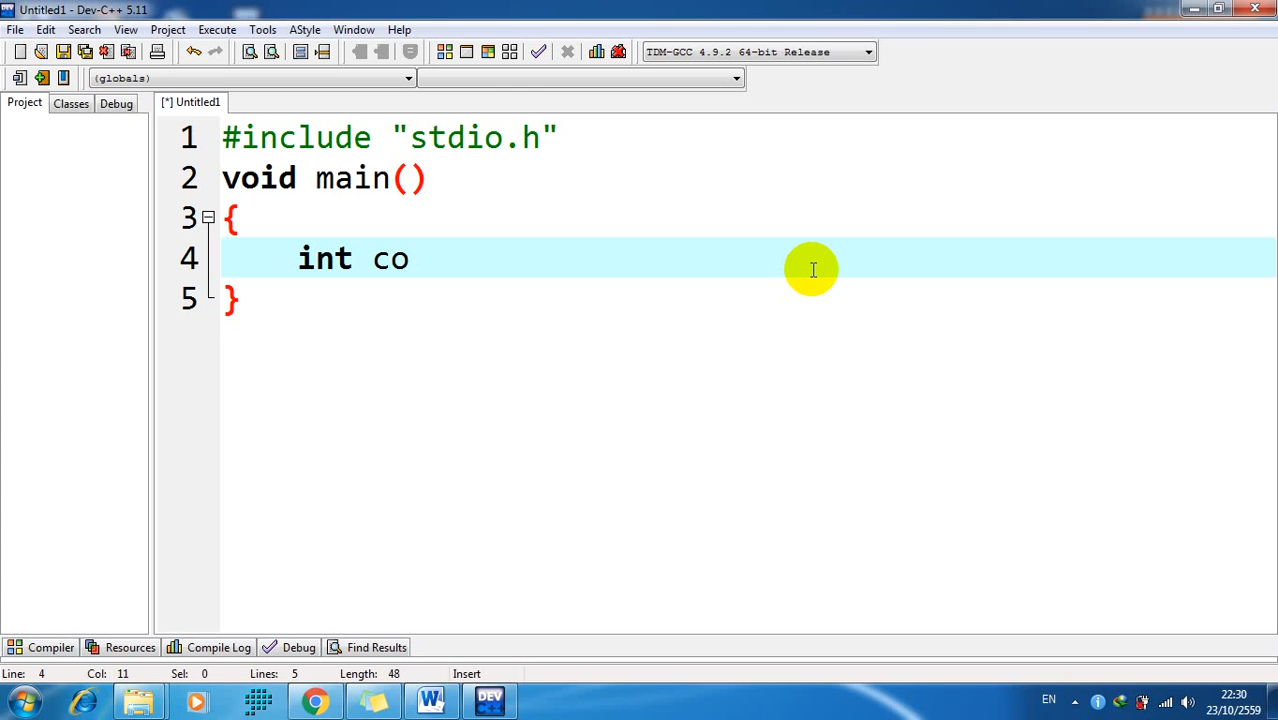 Untitled1 - Dev-C++ 5.11
File Edit Search View Project Execute Tools AStyle Window Help
TDM-GCC 4.9.2 64-bit Release
(globals)
Project Classes Debug [*] Untitled1
1 #include "stdio.h"
2 void main()
3 {
4 int co
5 }
Compiler Resources Compile Log Debug Find Results
Line: 4 Col: 11 Sel: 0 Lines: 5 Length: 48 Insert
W DEV C++ EN 22:30
23/10/2559